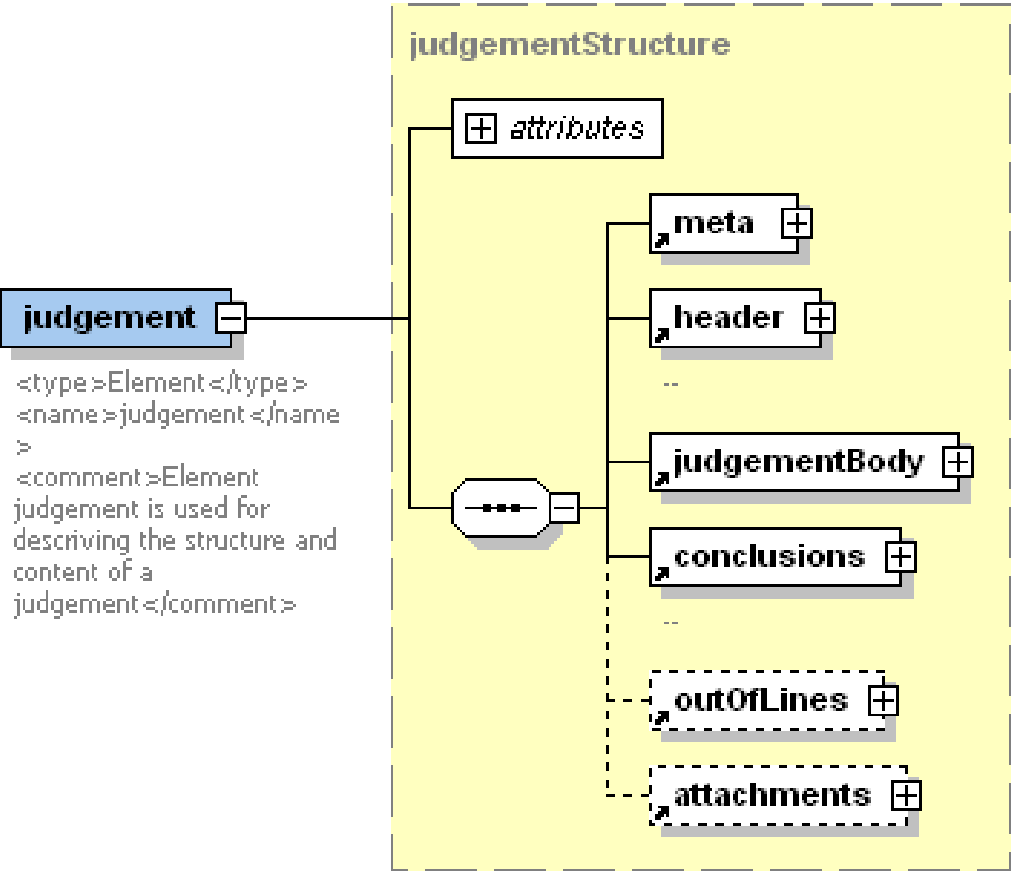 judgementStructure
attributes
meta
judgement
header
<type>Element</type>
<name>judgement</name
>
<comment>Element
judgement is used for
descriving the structure and
content of a
judgement</comment>
--
judgementBody
conclusions
--
outOfLines
attachments